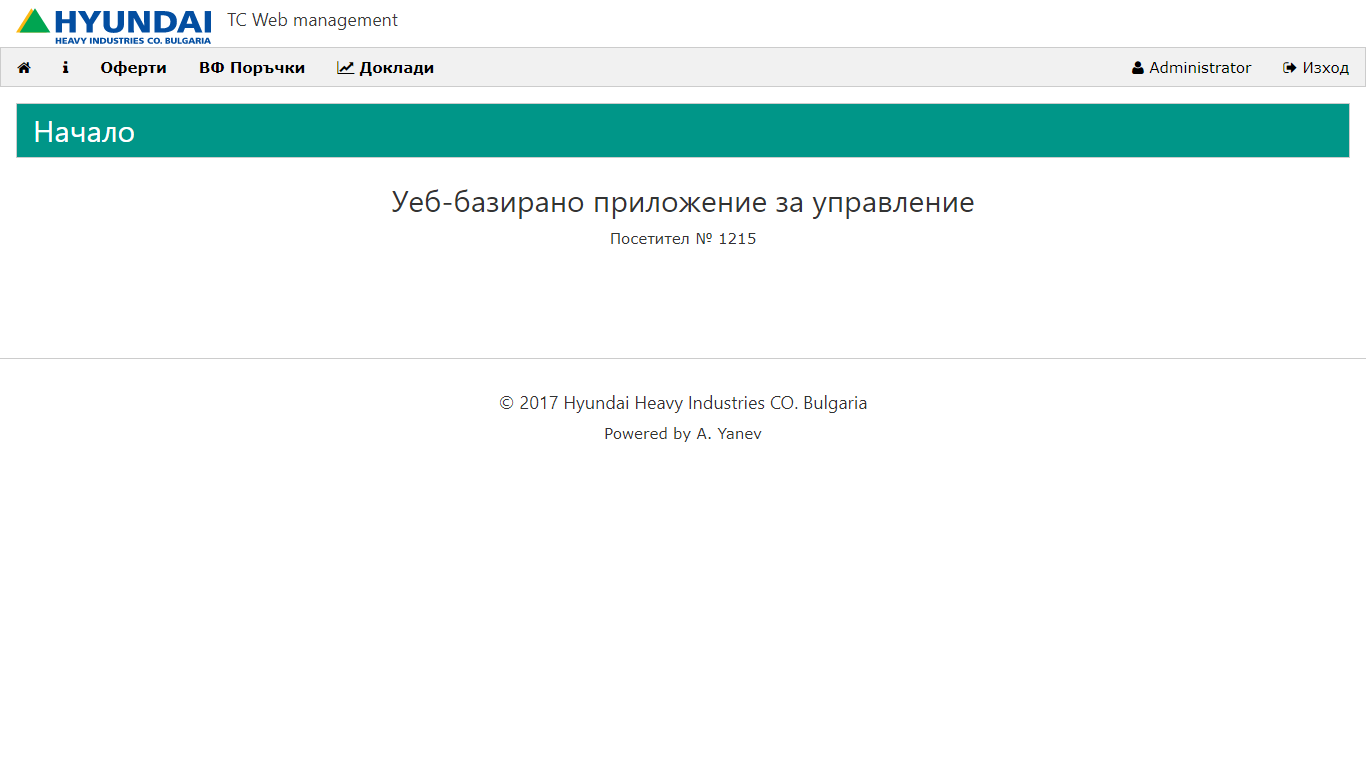 HYUNDAI
HEAVY INDUSTRIES CO. BULGARIA
TC Web management
Оферти ВФ Поръчки Доклади Administrator Изход
Начало
Уеб-базирано приложение за управление
Посетител № 1215
© 2017 Hyundai Heavy Industries CO. Bulgaria
Powered by A. Yanev